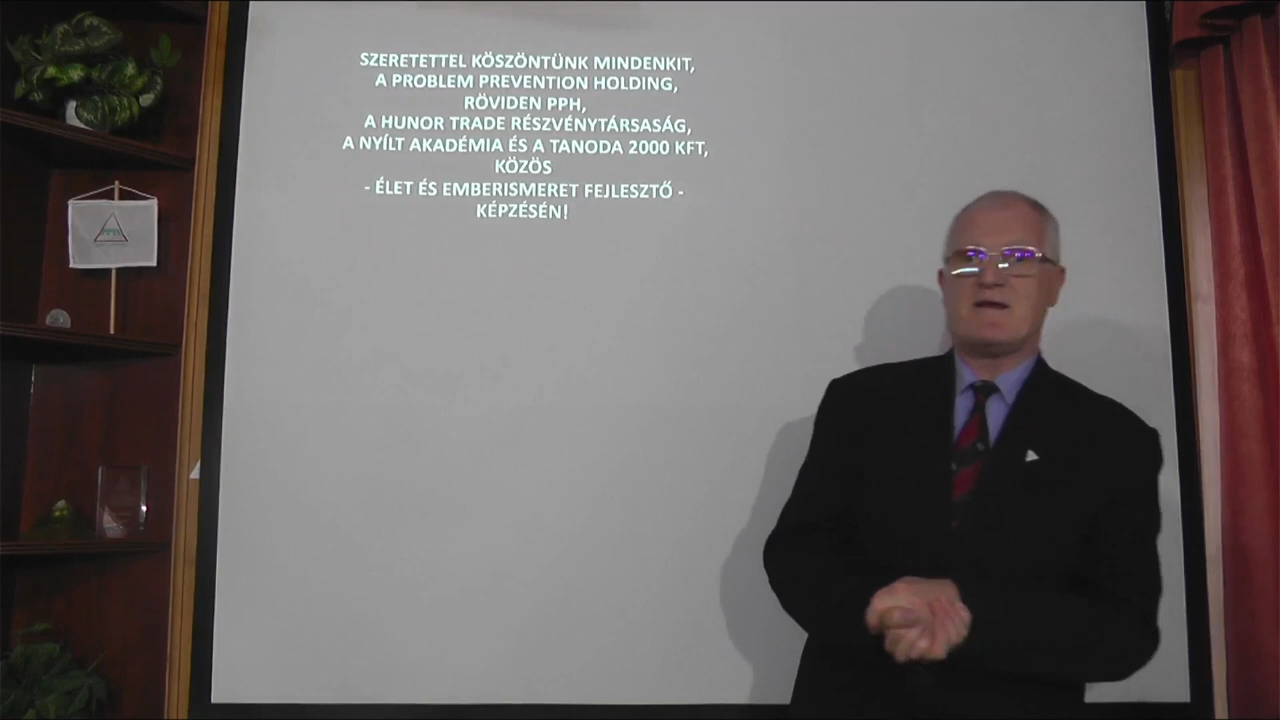 SZERETETTEL KÖSZÖNTÜNK MINDENKIT,
A PROBLEM PREVENTION HOLDING,
RÖVIDEN PPH,
A HUNOR TRADE RÉSZVÉNYTÁRSASÁG,
A NYÍLT AKADÉMIA ÉS A TANODA 2000 KFT,
KÖZÖS
- ÉLET ÉS EMBERISMERET FEJLESZTŐ -
KÉPZÉSÉN!